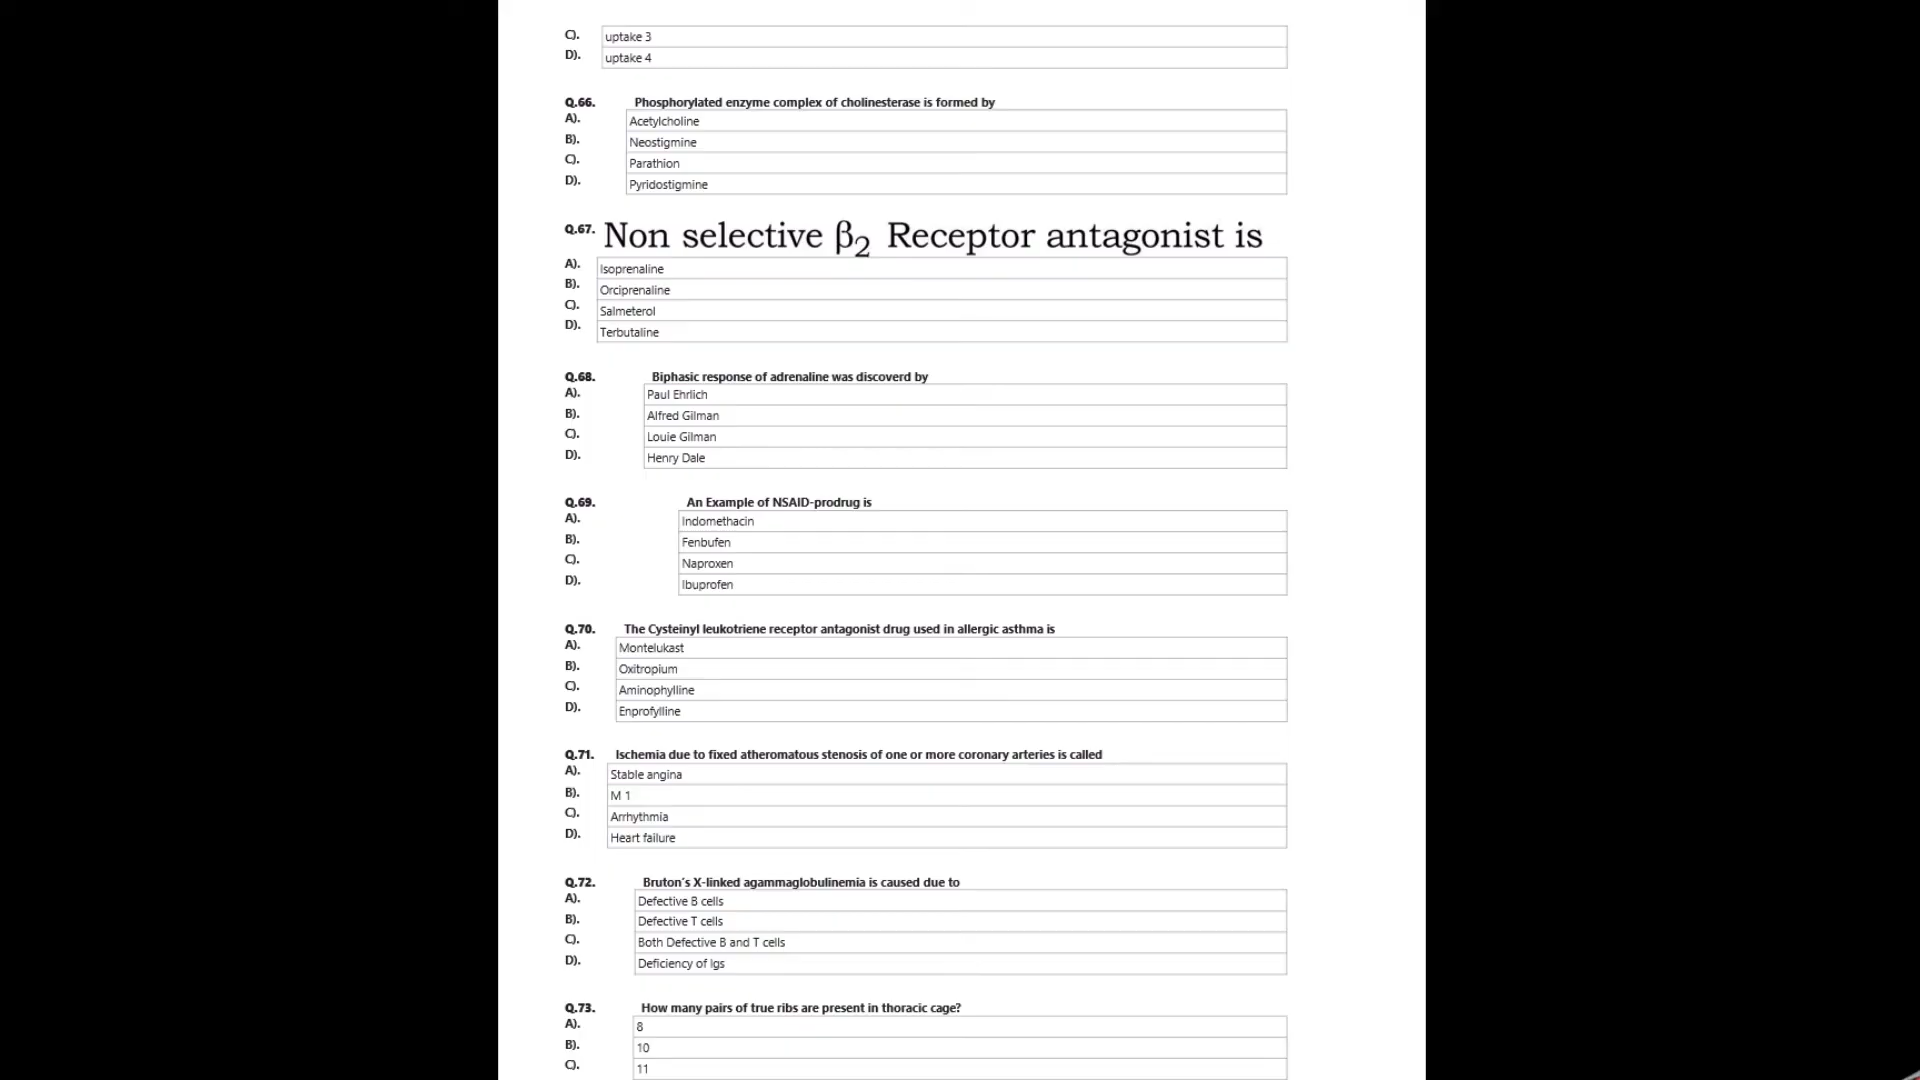 C). uptake 3
D). uptake 4
Q.66. Phosphorylated enzyme complex of cholinesterase is formed by
A). Acetylcholine
B). Neostigmine
C). Parathion
D). Pyridostigmine
Q.67. Non selective β₂ Receptor antagonist is
A). Isoprenaline
B). Orciprenaline
C). Salmeterol
D). Terbutaline
Q.68. Biphasic response of adrenaline was discoverd by
A). Paul Ehrlich
B). Alfred Gilman
C). Louie Gilman
D). Henry Dale
Q.69. An Example of NSAID-prodrug is
A). Indomethacin
B). Fenbufen
C). Naproxen
D). Ibuprofen
Q.70. The Cysteinyl leukotriene receptor antagonist drug used in allergic asthma is
A). Montelukast
B). Oxitropium
C). Aminophylline
D). Enprofylline
Q.71. Ischemia due to fixed atheromatous stenosis of one or more coronary arteries is called
A). Stable angina
B). M 1
C). Arrhythmia
D). Heart failure
Q.72. Bruton's X-linked agammaglobulinemia is caused due to
A). Defective B cells
B). Defective T cells
C). Both Defective B and T cells
D). Deficiency of Igs
Q.73. How many pairs of true ribs are present in thoracic cage?
A). 8
B). 10
C). 11